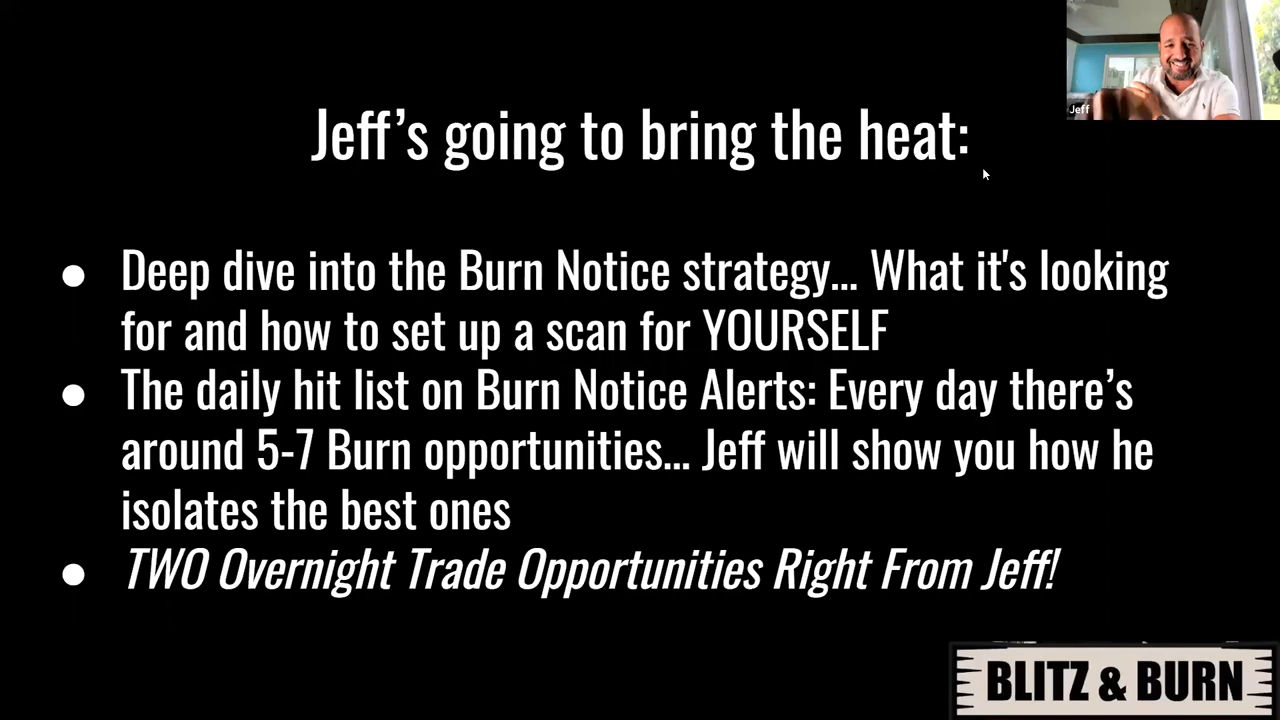 Jeff
Jeff’s going to bring the heat:
● Deep dive into the Burn Notice strategy... What it's looking
for and how to set up a scan for YOURSELF
● The daily hit list on Burn Notice Alerts: Every day there’s
around 5-7 Burn opportunities... Jeff will show you how he
isolates the best ones
● TWO Overnight Trade Opportunities Right From Jeff!
BLITZ & BURN